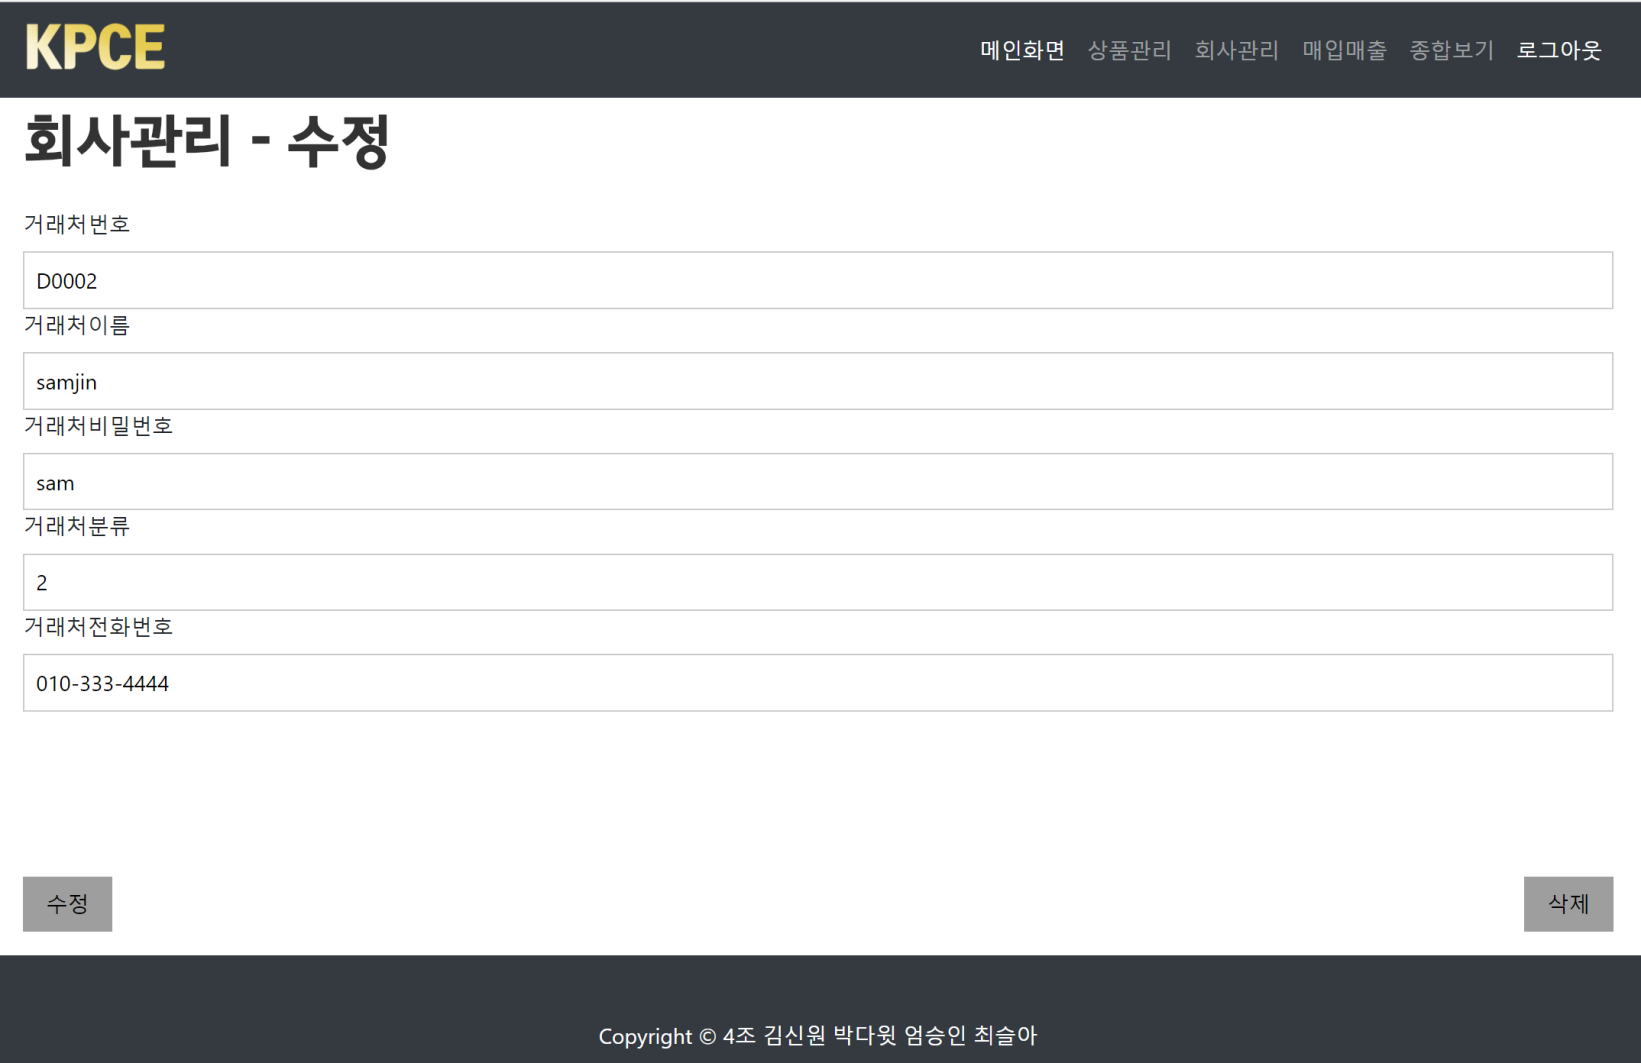 KPCE
메인화면 상품관리 회사관리 매입매출 종합보기 로그아웃
회사관리 - 수정
거래처번호
D0002
거래처이름
samjin
거래처비밀번호
sam
거래처분류
2
거래처전화번호
010-333-4444
수정 삭제
Copyright © 4조 김신원 박다윗 엄승인 최슬아